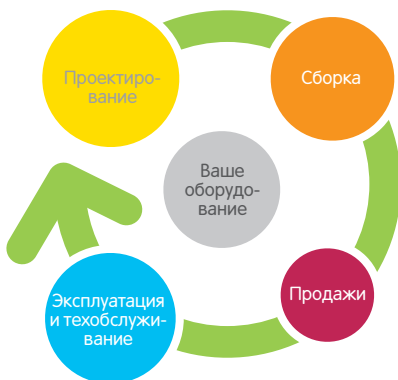 Проектиро-
вание
Сборка
Ваше
оборудо-
вание
Продажи
Эксплуатация
и техобслужи-
вание